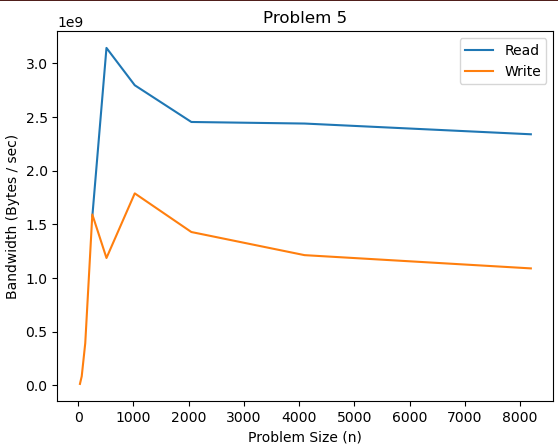 Problem 5
1e9
Read
Write
3.0
2.5
2.0
1.5
1.0
0.5
0.0
Bandwidth (Bytes / sec)
0 1000 2000 3000 4000 5000 6000 7000 8000
Problem Size (n)